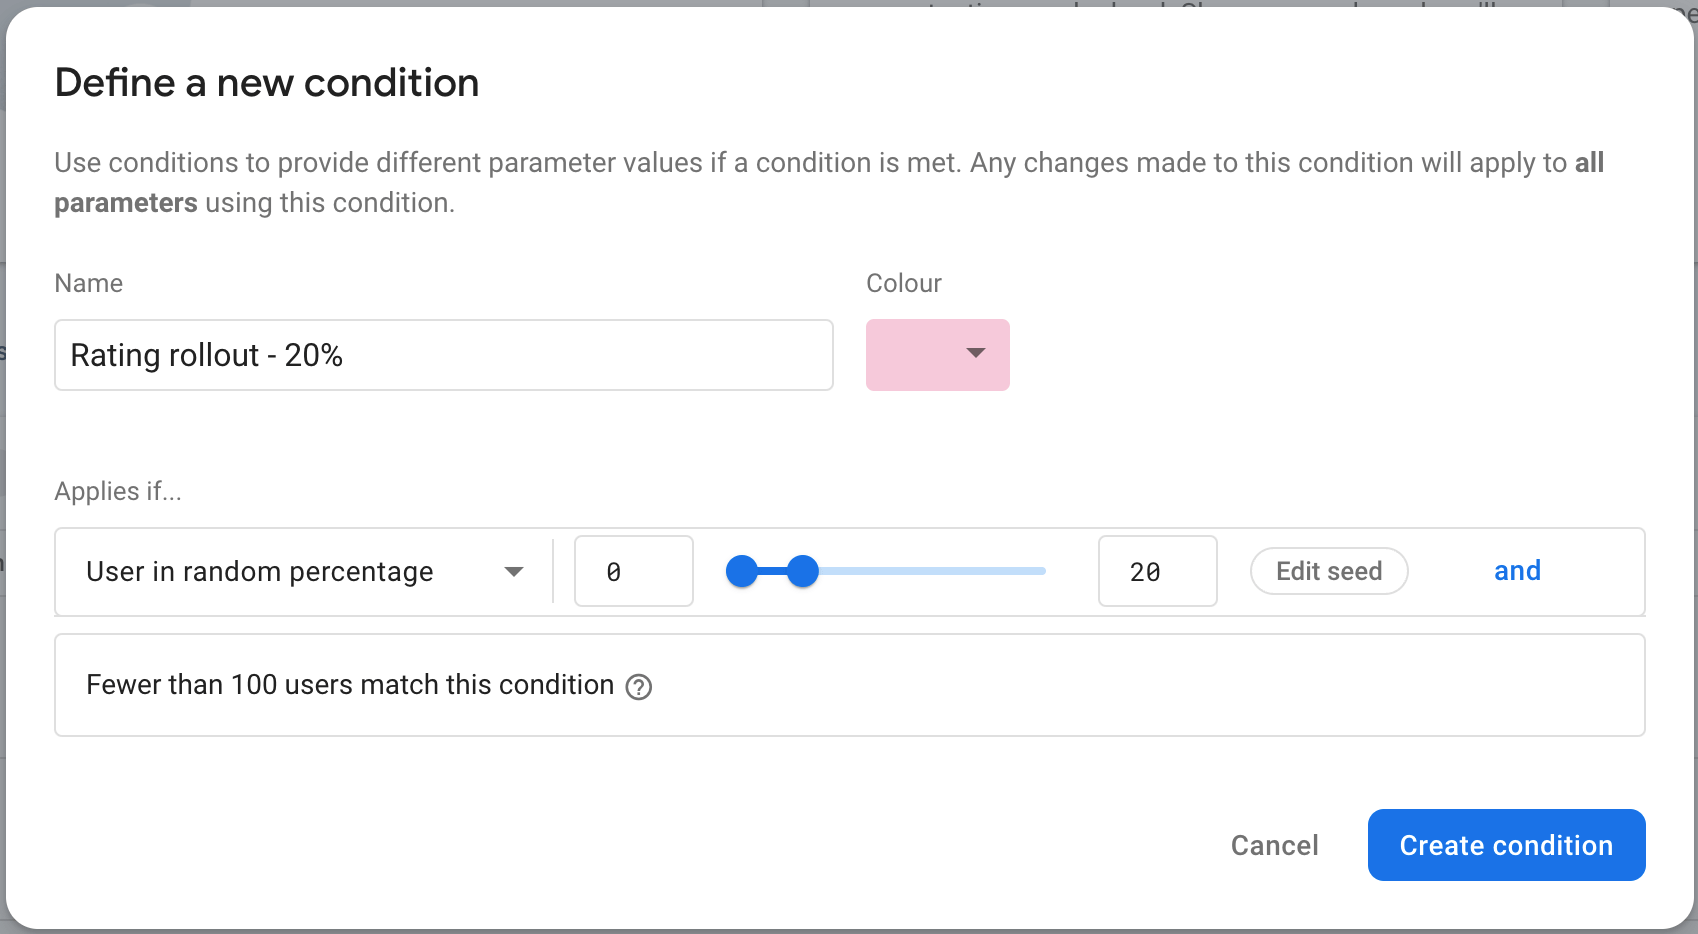 Define a new condition
Use conditions to provide different parameter values if a condition is met. Any changes made to this condition will apply to all
parameters using this condition.
Name
Colour
Rating rollout - 20%
Applies if...
User in random percentage
0
20
Edit seed
and
Fewer than 100 users match this condition
Cancel
Create condition